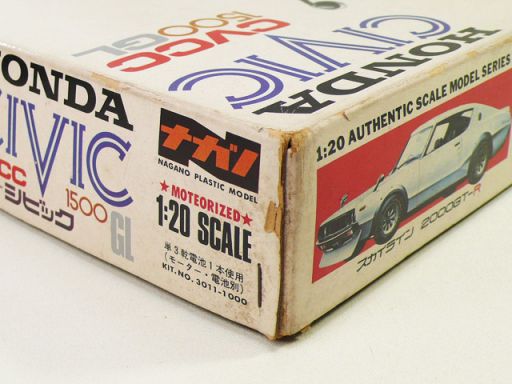 CVCC
1500GL
HONDA
CIVIC
HONDA
CIVIC
CC
1500
GL
シビック
ナガノ
NAGANO PLASTIC MODEL
★MOTORIZED★
1:20 SCALE
単3乾電池1本使用
(モーター・電池別)
KIT.NO.3011-1000
1:20 AUTHENTIC SCALE MODEL SERIES
スカイライン 2000GT-R